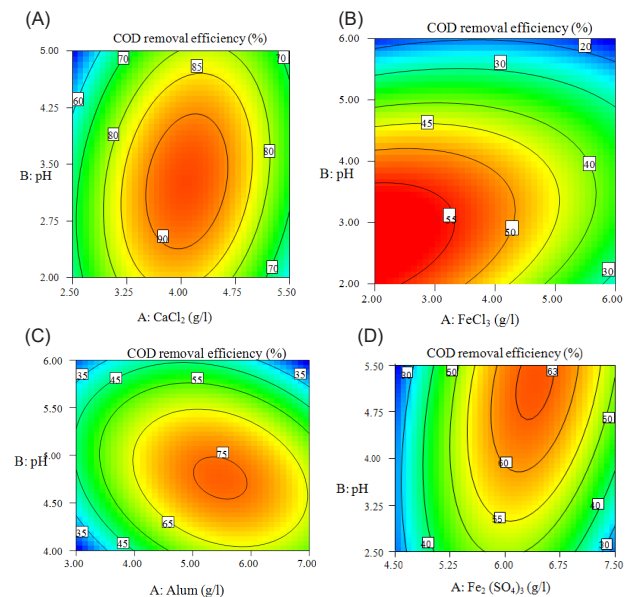 (A)
COD removal efficiency (%)
5.00
4.25
3.50
2.75
2.00
B: pH
70
85
70
60
80
80
90
70
2.50 3.25 4.00 4.75 5.50
A: CaCl₂ (g/l)
(B)
COD removal efficiency (%)
6.00
5.00
4.00
3.00
2.00
B: pH
20
30
45
40
55
50
30
2.00 3.00 4.00 5.00 6.00
A: FeCl₃ (g/l)
(C)
COD removal efficiency (%)
6.00
5.50
5.00
4.50
4.00
B: pH
35
45
55
35
75
65
35
45
3.00 4.00 5.00 6.00 7.00
A: Alum (g/l)
(D)
COD removal efficiency (%)
5.50
4.75
4.00
3.25
2.50
B: pH
50
63
60
40
40
4.50 5.25 6.00 6.75 7.50
A: Fe₂ (SO₄)₃ (g/l)